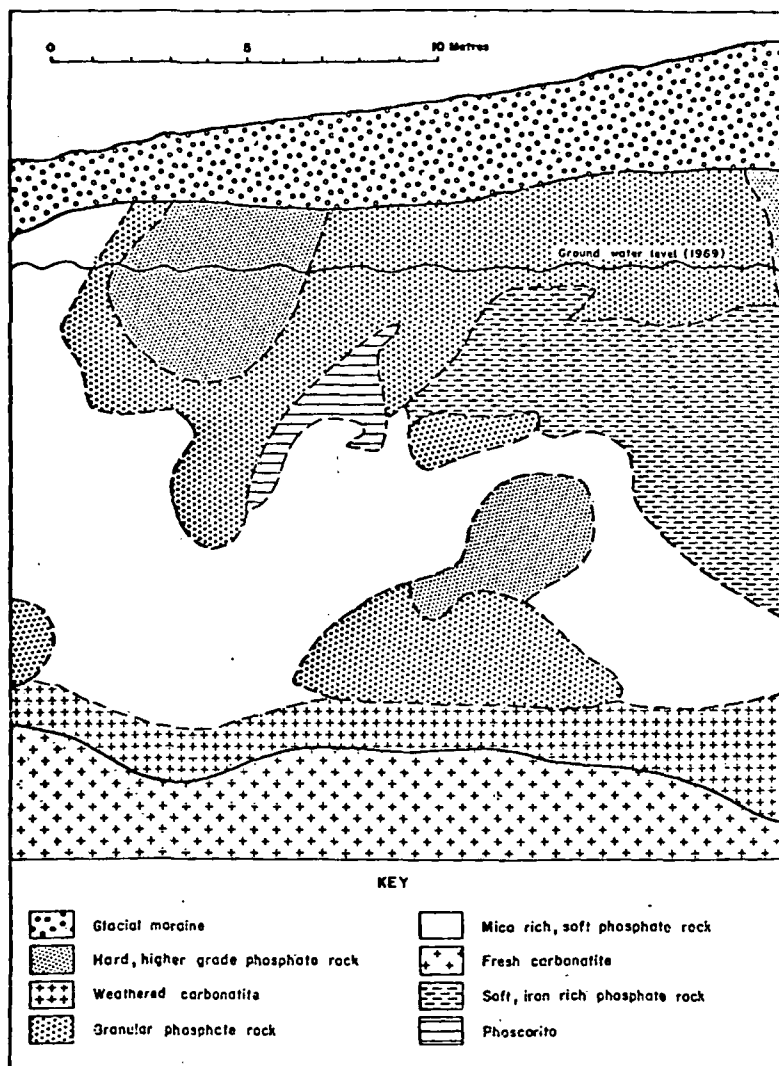 0 5 10 Metres
Ground water level (1969)
KEY
Glacial moraine
Hard, higher grade phosphate rock
Weathered carbonatite
Granular phosphate rock
Mica rich, soft phosphate rock
Fresh carbonatite
Soft, iron rich phosphate rock
Phoscorite